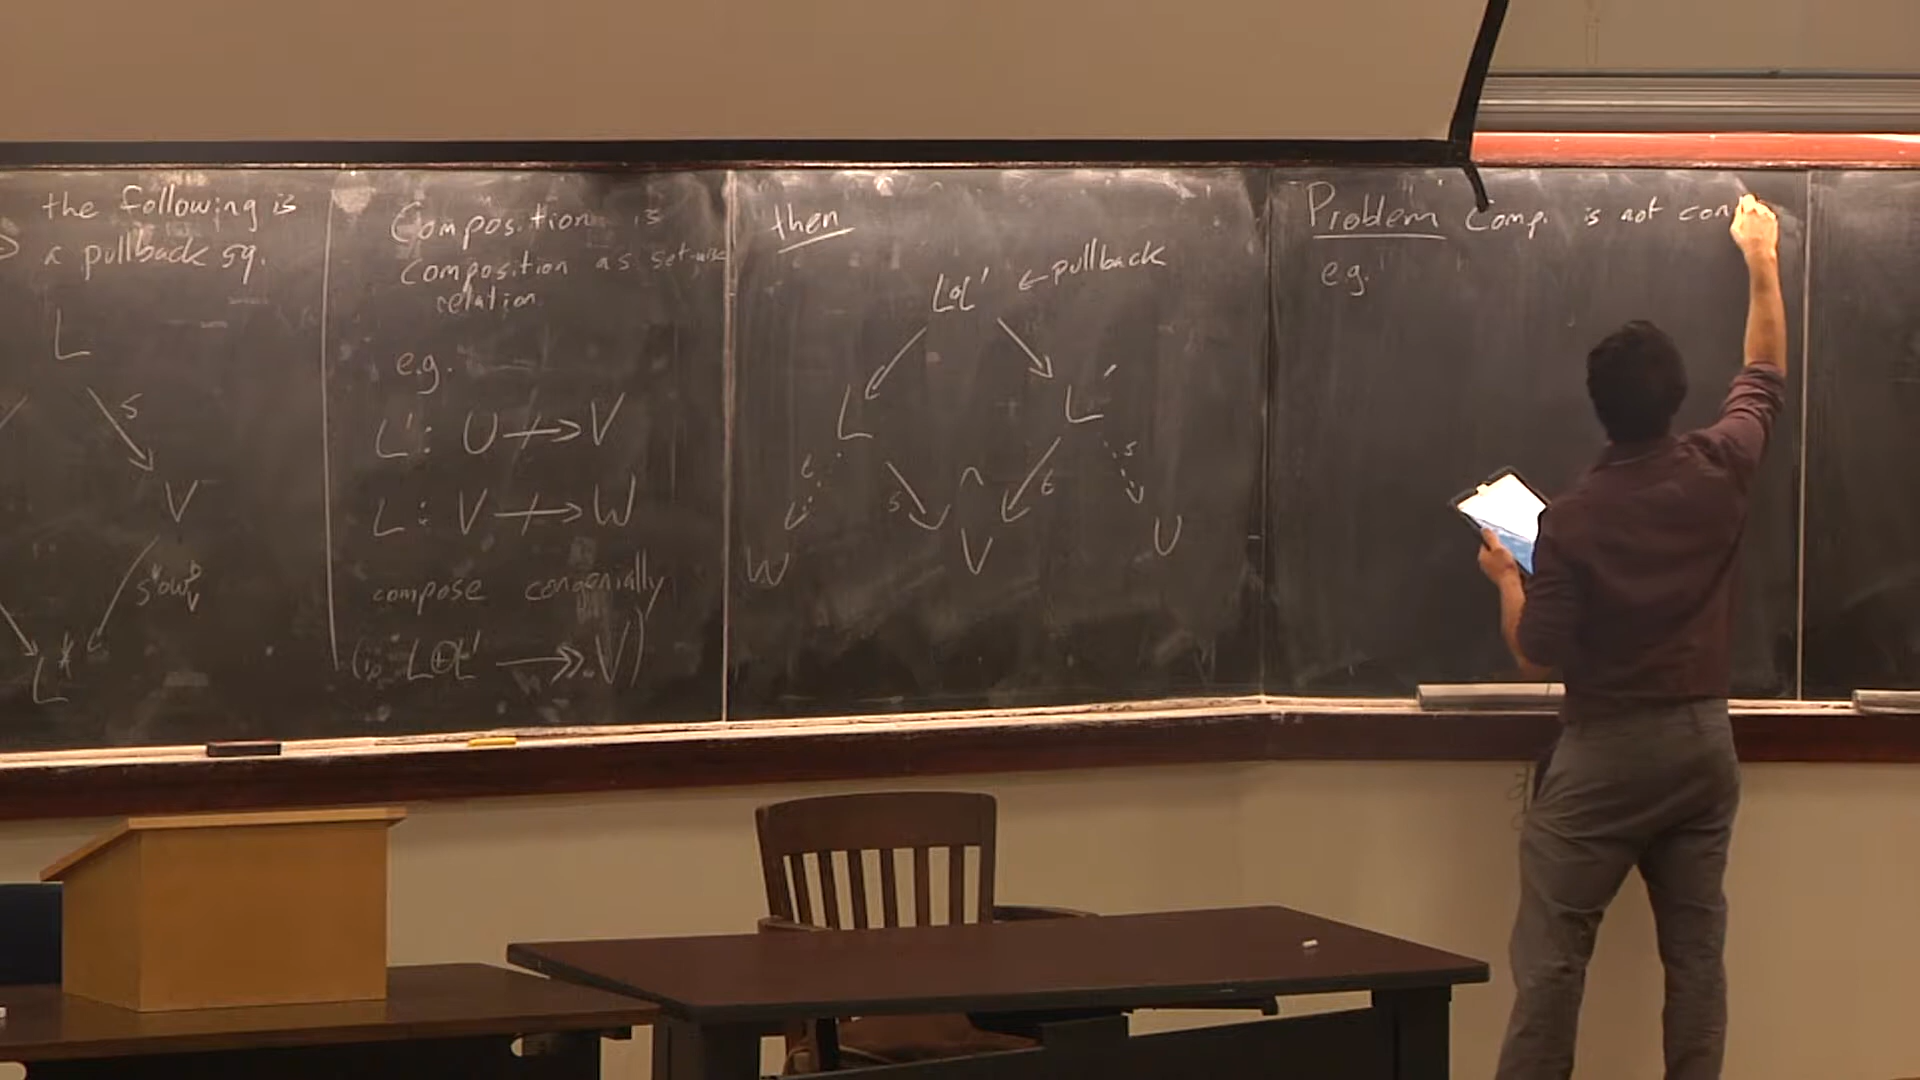 the following is
a pullback sq.
L
s
V
s*ω♭V
L*
Composition is
composition as set-wise
relation
e.g.
L': U ⇸ V
L: V ⇸ W
compose congenially
(∵ L⊕L' ↠ V)
then
L∘L' ← pullback
L L'
t s t s
W V U
Problem Comp. is not con
e.g.